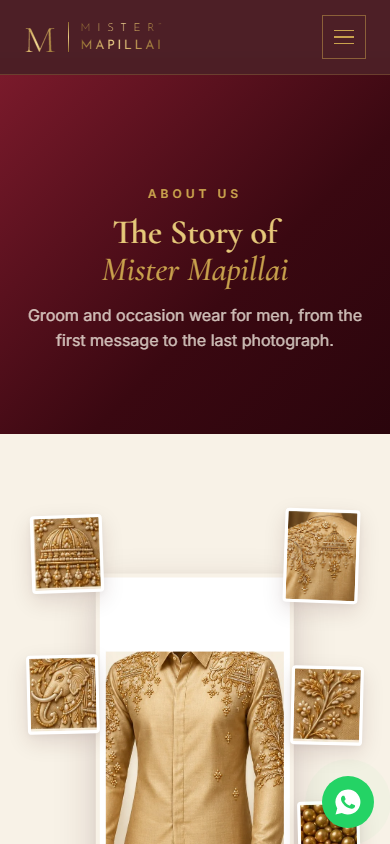 M
MISTER
MAPILLAI
ABOUT US
The Story of
Mister Mapillai
Groom and occasion wear for men, from the
first message to the last photograph.